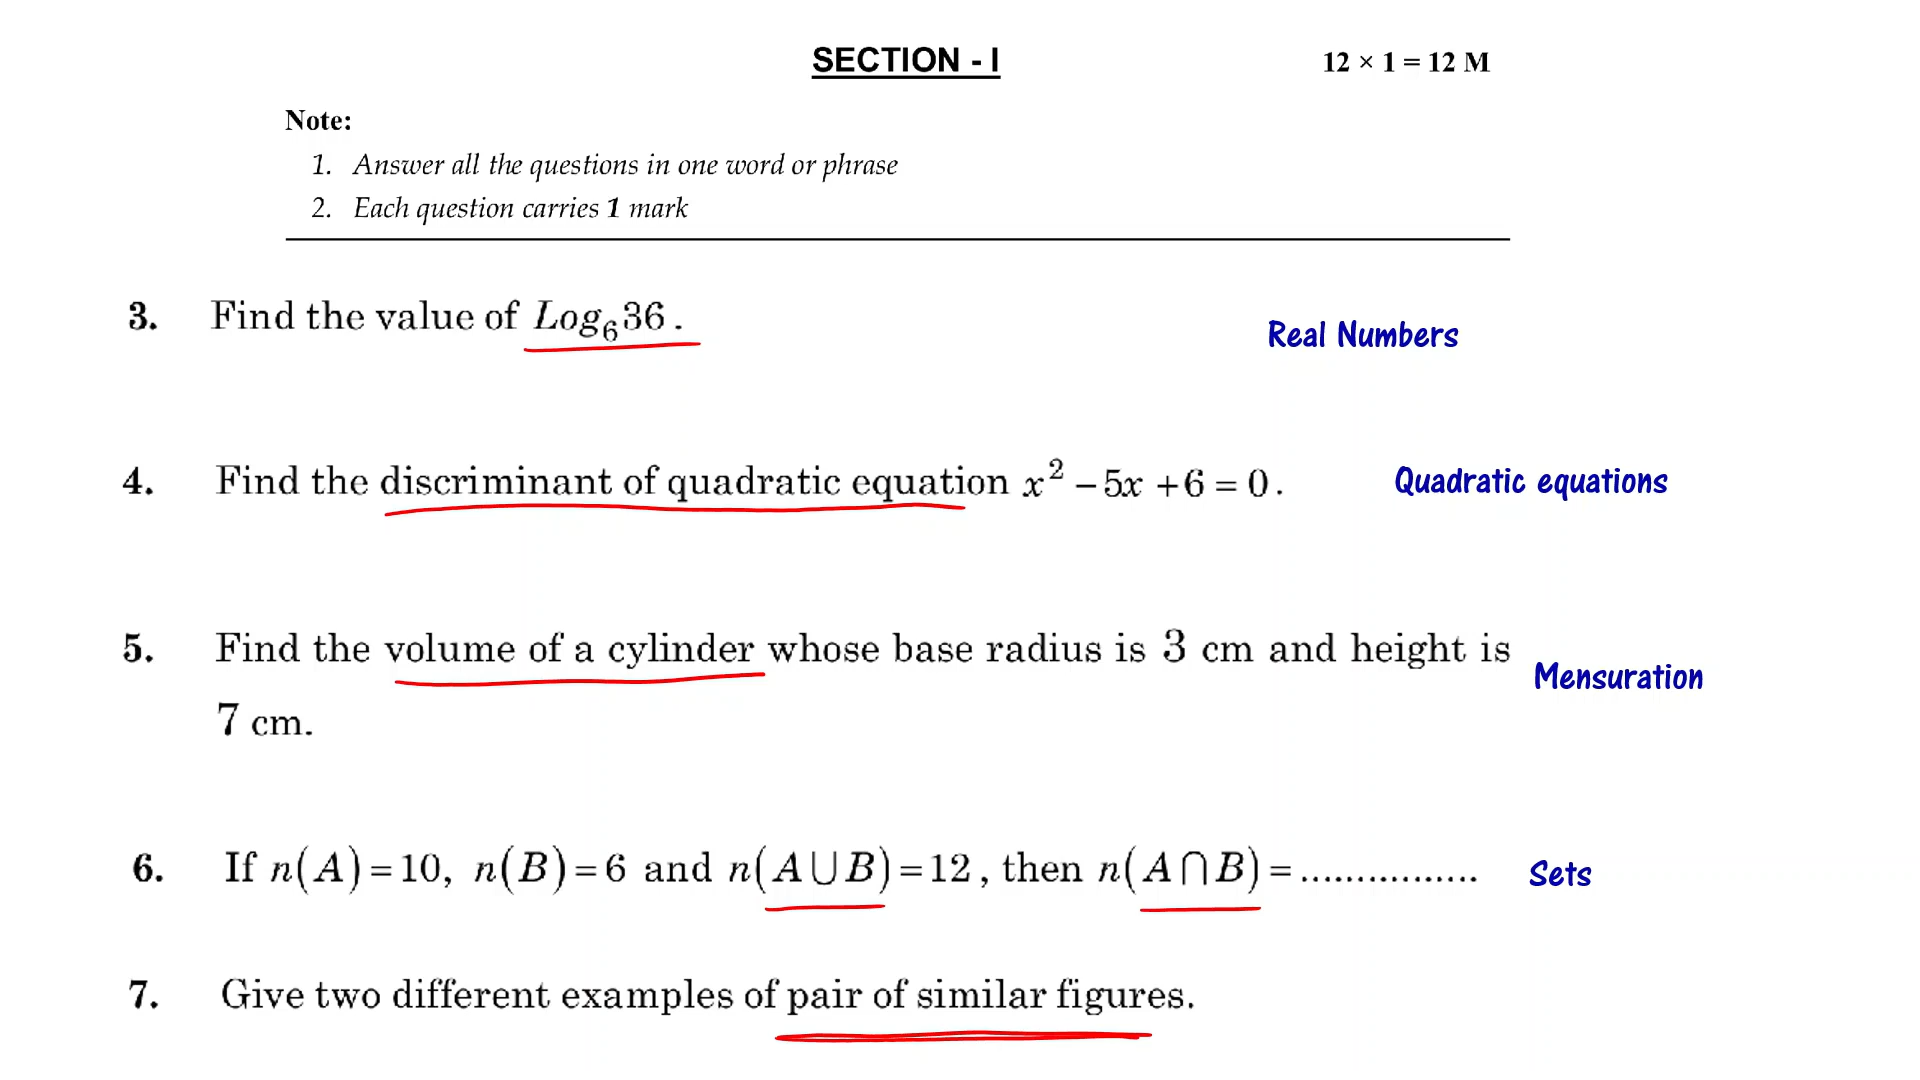 SECTION - I
12 × 1 = 12 M
Note:
1. Answer all the questions in one word or phrase
2. Each question carries 1 mark
3. Find the value of Log₆36.
Real Numbers
4. Find the discriminant of quadratic equation x² − 5x + 6 = 0.
Quadratic equations
5. Find the volume of a cylinder whose base radius is 3 cm and height is
Mensuration
7 cm.
6. If n(A) = 10, n(B) = 6 and n(A⋃B) = 12, then n(A⋂B) = ................
Sets
7. Give two different examples of pair of similar figures.